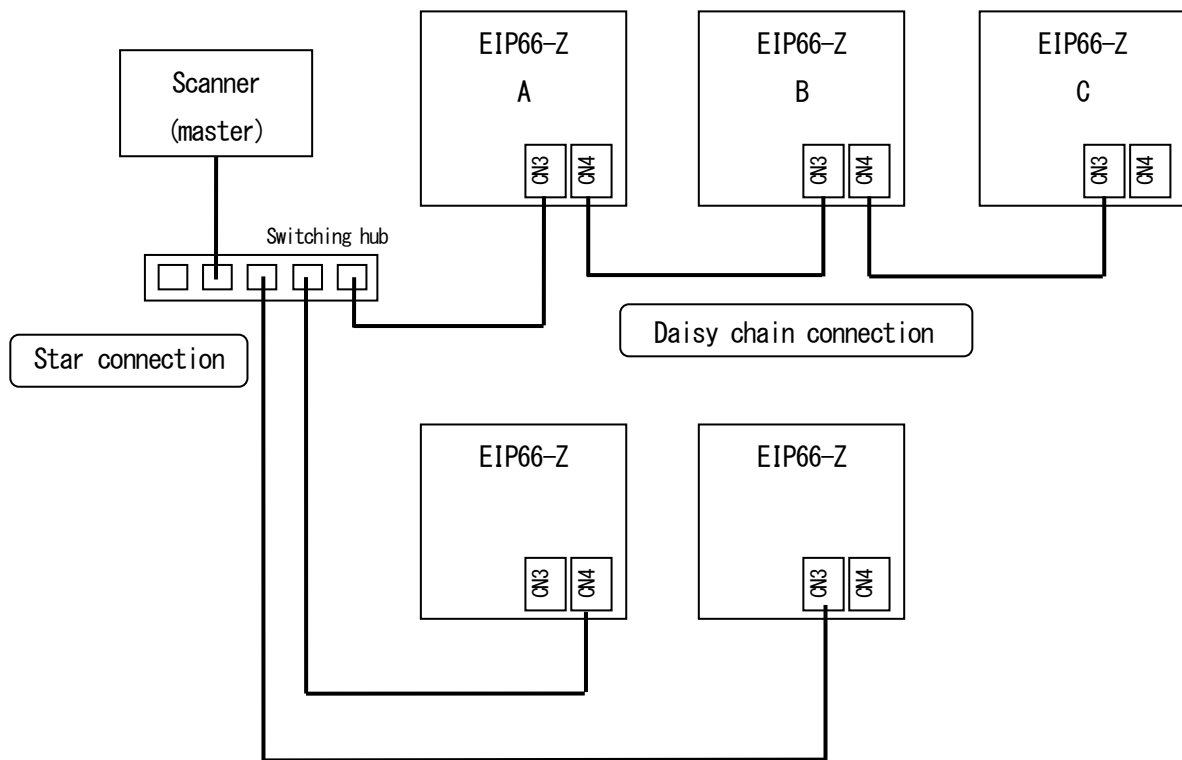 Scanner
(master)
EIP66-Z
A
CN3
CN4
EIP66-Z
B
CN3
CN4
EIP66-Z
C
CN3
CN4
Switching hub
Star connection
Daisy chain connection
EIP66-Z
CN3
CN4
EIP66-Z
CN3
CN4